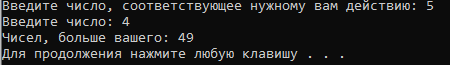 Введите число, соответствующее нужному вам действию: 5
Введите число: 4
Чисел, больше вашего: 49
Для продолжения нажмите любую клавишу . . .